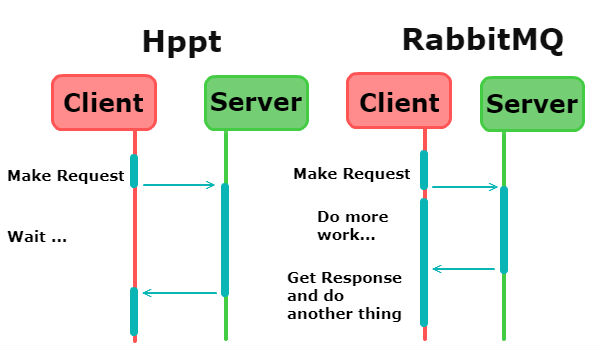 Hppt
Client
Server
Make Request
Wait ...
RabbitMQ
Client
Server
Make Request
Do more
work...
Get Response
and do
another thing